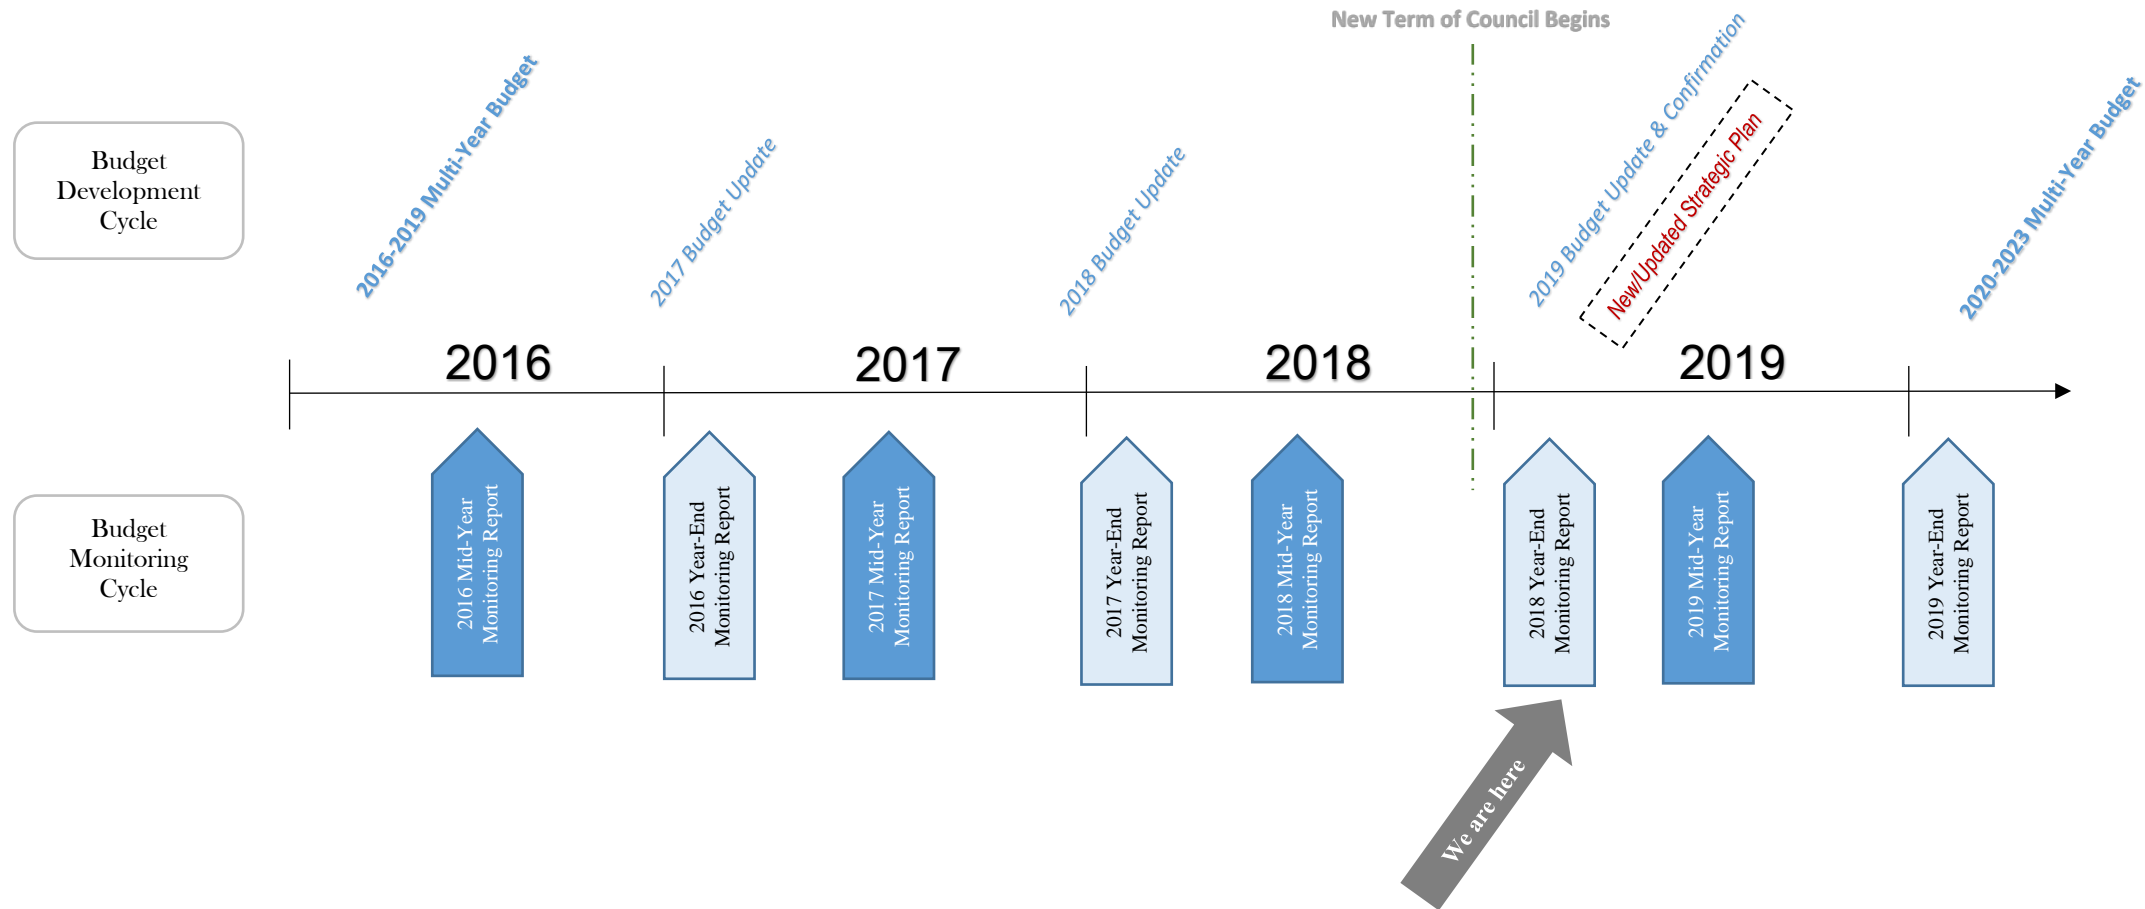 New Term of Council Begins
Budget
Development
Cycle
2016-2019 Multi-Year Budget
2017 Budget Update
2018 Budget Update
2019 Budget Update & Confirmation
New/Updated Strategic Plan
2020-2023 Multi-Year Budget
2016
2017
2018
2019
Budget
Monitoring
Cycle
2016 Mid-Year
Monitoring Report
2016 Year-End
Monitoring Report
2017 Mid-Year
Monitoring Report
2017 Year-End
Monitoring Report
2018 Mid-Year
Monitoring Report
2018 Year-End
Monitoring Report
2019 Mid-Year
Monitoring Report
2019 Year-End
Monitoring Report
We are here